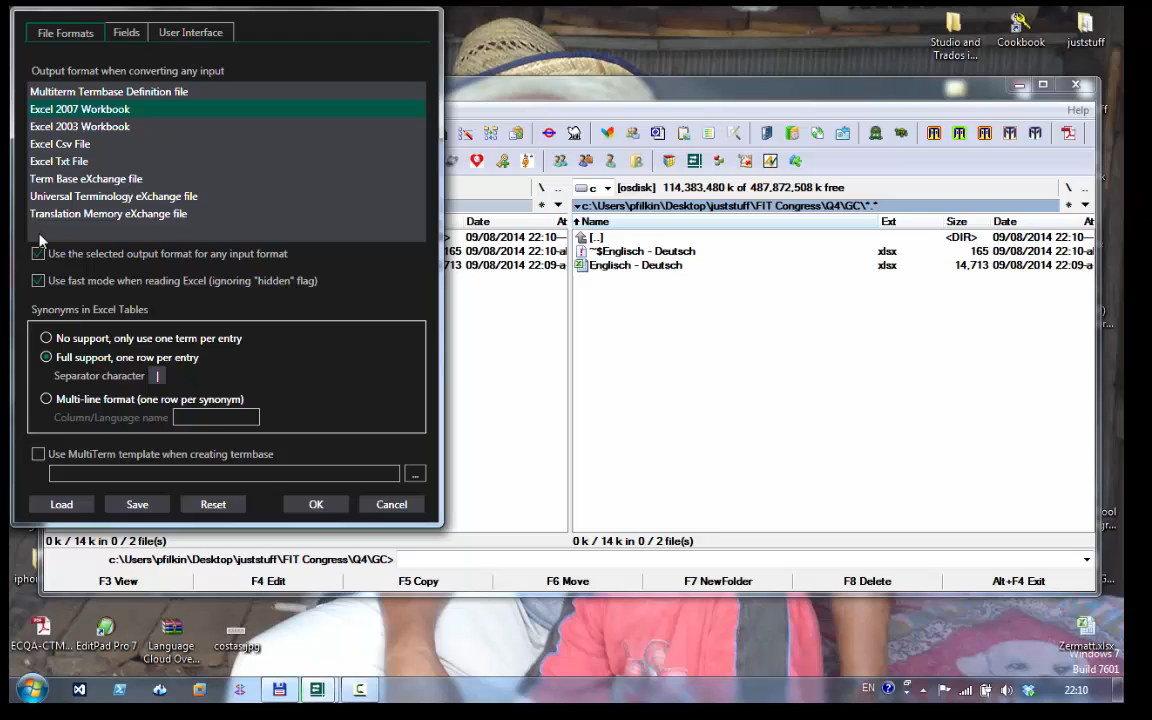 File Formats Fields User Interface
Output format when converting any input
Multiterm Termbase Definition file
Excel 2007 Workbook
Excel 2003 Workbook
Excel Csv File
Excel Txt File
Term Base eXchange file
Universal Terminology eXchange file
Translation Memory eXchange file
Use the selected output format for any input format
Use fast mode when reading Excel (ignoring "hidden" flag)
Synonyms in Excel Tables
No support, only use one term per entry
Full support, one row per entry
Separator character |
Multi-line format (one row per synonym)
Column/Language name
Use MultiTerm template when creating termbase
...
Load Save Reset OK Cancel
Studio and
Trados i...
Cookbook
juststuff
Help
c [osdisk] 114,383,480 k of 487,872,508 k free \ ..
c:\Users\pfilkin\Desktop\juststuff\FIT Congress\Q4\GC\*.* *
Date At Name Ext Size Date At
09/08/2014 22:10-- [..] <DIR> 09/08/2014 22:10--
165 09/08/2014 22:10-a ~$Englisch - Deutsch xlsx 165 09/08/2014 22:10-a
713 09/08/2014 22:09-a Englisch - Deutsch xlsx 14,713 09/08/2014 22:09-a
0 k / 14 k in 0 / 2 file(s) 0 k / 14 k in 0 / 2 file(s)
c:\Users\pfilkin\Desktop\juststuff\FIT Congress\Q4\GC>
F3 View F4 Edit F5 Copy F6 Move F7 NewFolder F8 Delete Alt+F4 Exit
ECQA-CTM...
EditPad Pro 7
Language
Cloud Ove...
costas.jpg
Zermatt.xlsx
Windows 7
Build 7601
EN 22:10